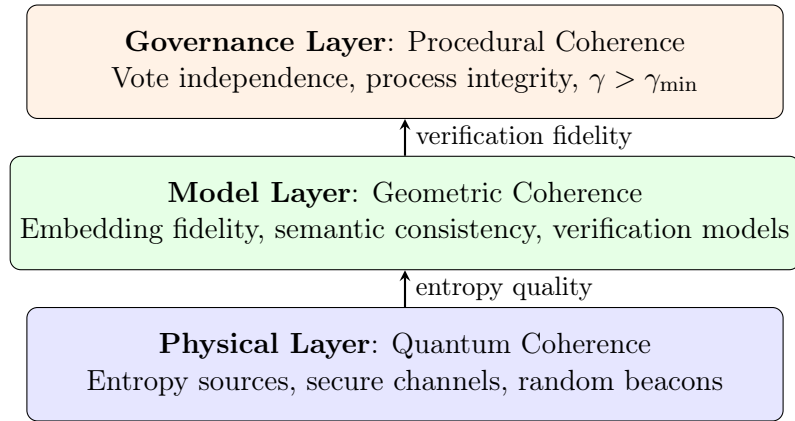 Governance Layer: Procedural Coherence
Vote independence, process integrity, γ > γmin
verification fidelity
Model Layer: Geometric Coherence
Embedding fidelity, semantic consistency, verification models
entropy quality
Physical Layer: Quantum Coherence
Entropy sources, secure channels, random beacons